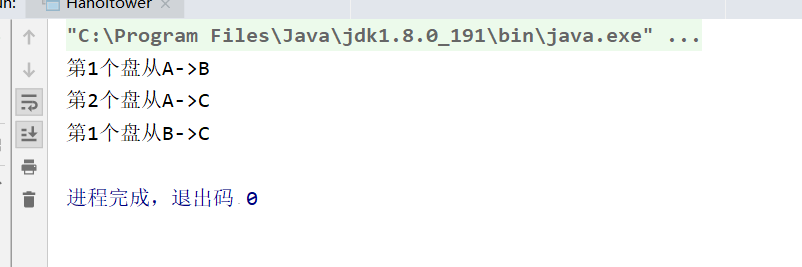 un: Hanoitower
"C:\Program Files\Java\jdk1.8.0_191\bin\java.exe" ...
第1个盘从A->B
第2个盘从A->C
第1个盘从B->C
进程完成，退出码 0